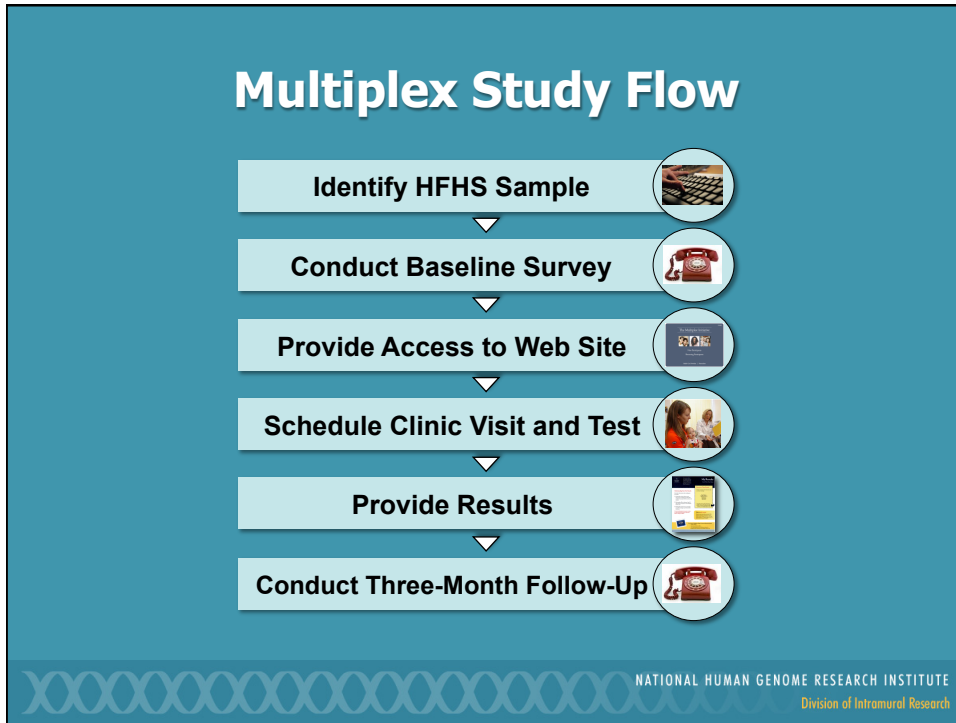 Multiplex Study Flow
Identify HFHS Sample
Conduct Baseline Survey
Provide Access to Web Site
Schedule Clinic Visit and Test
Provide Results
Conduct Three-Month Follow-Up
NATIONAL HUMAN GENOME RESEARCH INSTITUTE
Division of Intramural Research